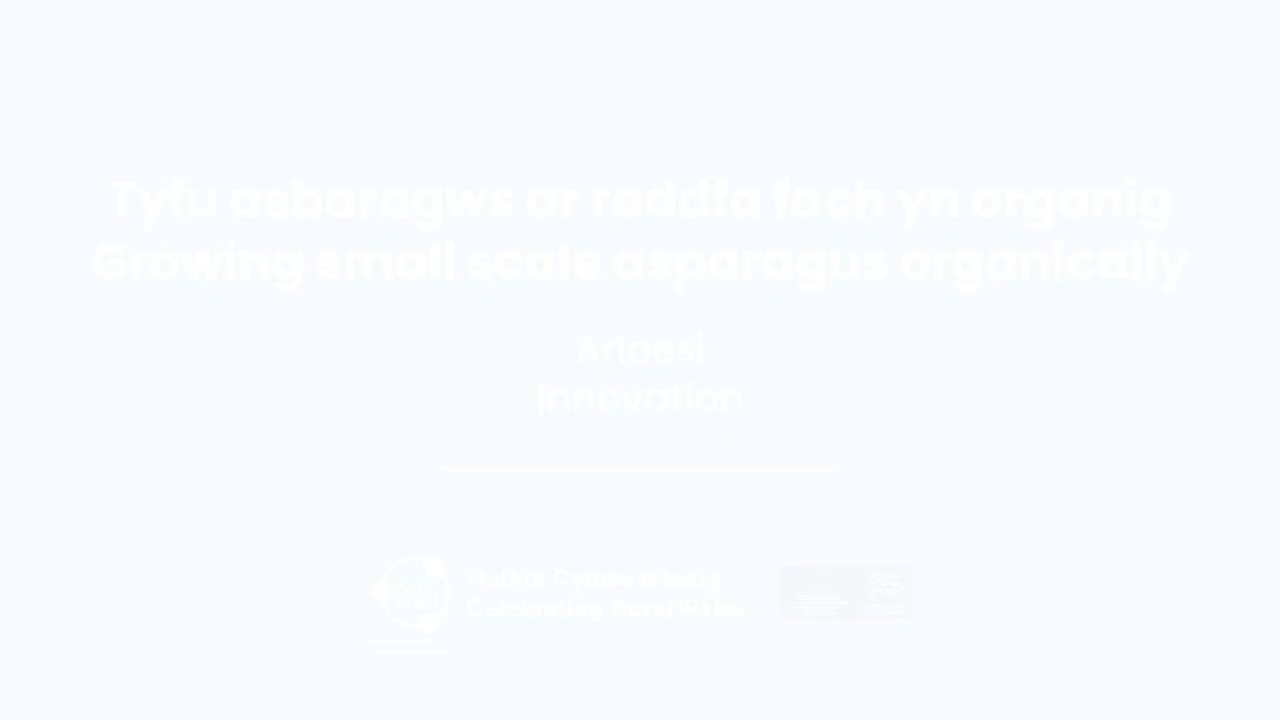 Tyfu asbaragws ar raddfa fach yn organig
Growing small scale asparagus organically
Arloesi
Innovation
Dathlu Cymru Wledig
Celebrating Rural Wales